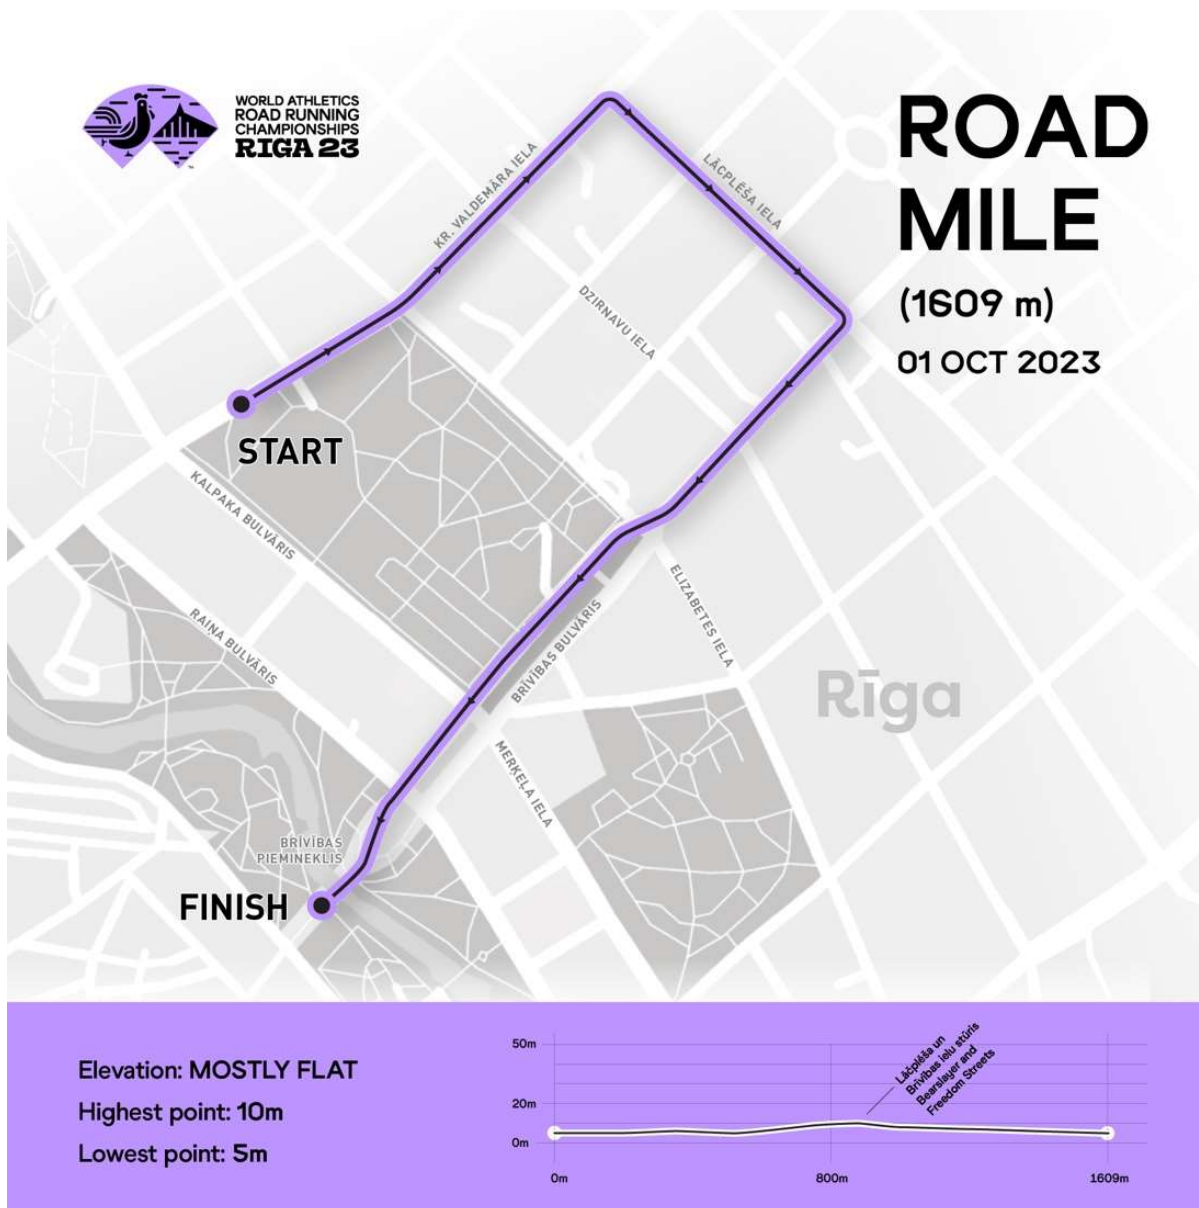 WORLD ATHLETICS
ROAD RUNNING
CHAMPIONSHIPS
RIGA 23
ROAD
MILE
(1609 m)
01 OCT 2023
KR. VALDEMĀRA IELA
LĀČPLĒŠA IELA
DZIRNAVU IELA
START
KALPAKA BULVĀRIS
RAIŅA BULVĀRIS
ELIZABETES IELA
BRĪVĪBAS BULVĀRIS
Rīga
MERĶEĻA IELA
BRĪVĪBAS
PIEMINEKLIS
FINISH
Elevation: MOSTLY FLAT
Highest point: 10m
Lowest point: 5m
50m
20m
0m
Lāčplēša un
Brīvības ielu stūris
Bearslayer and
Freedom Streets
0m
800m
1609m